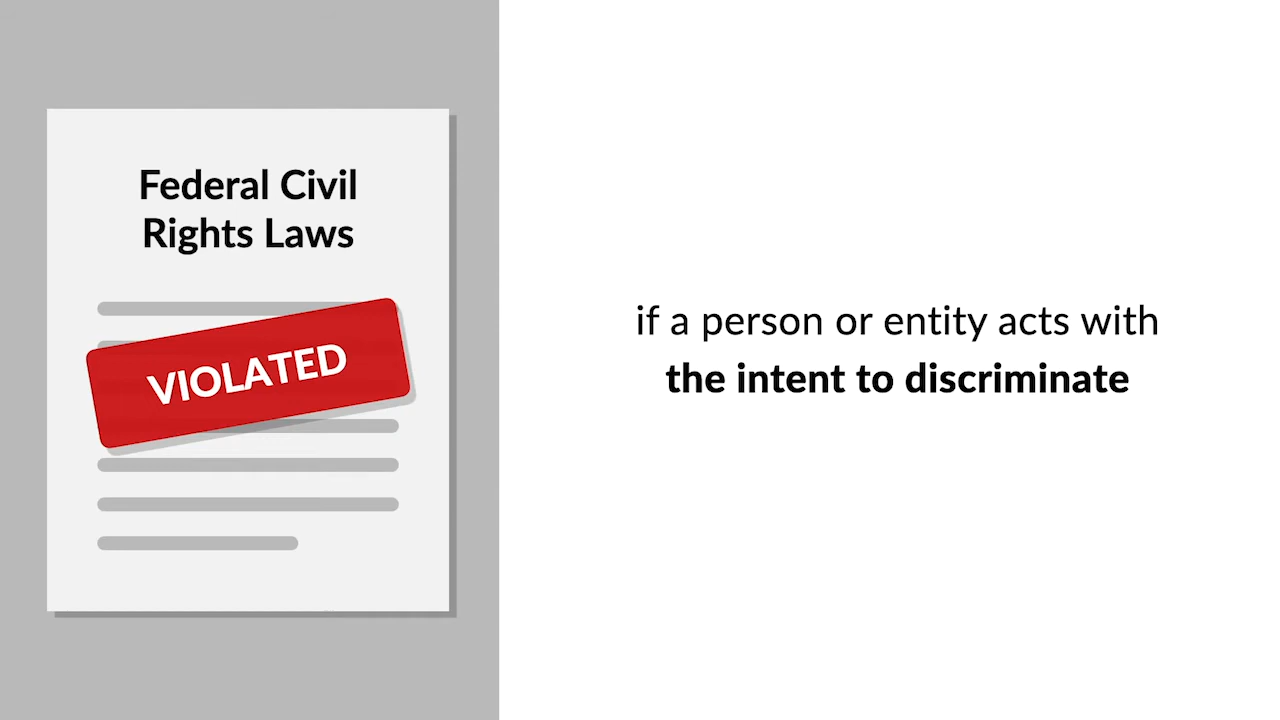 Federal Civil
Rights Laws
VIOLATED
if a person or entity acts with
the intent to discriminate